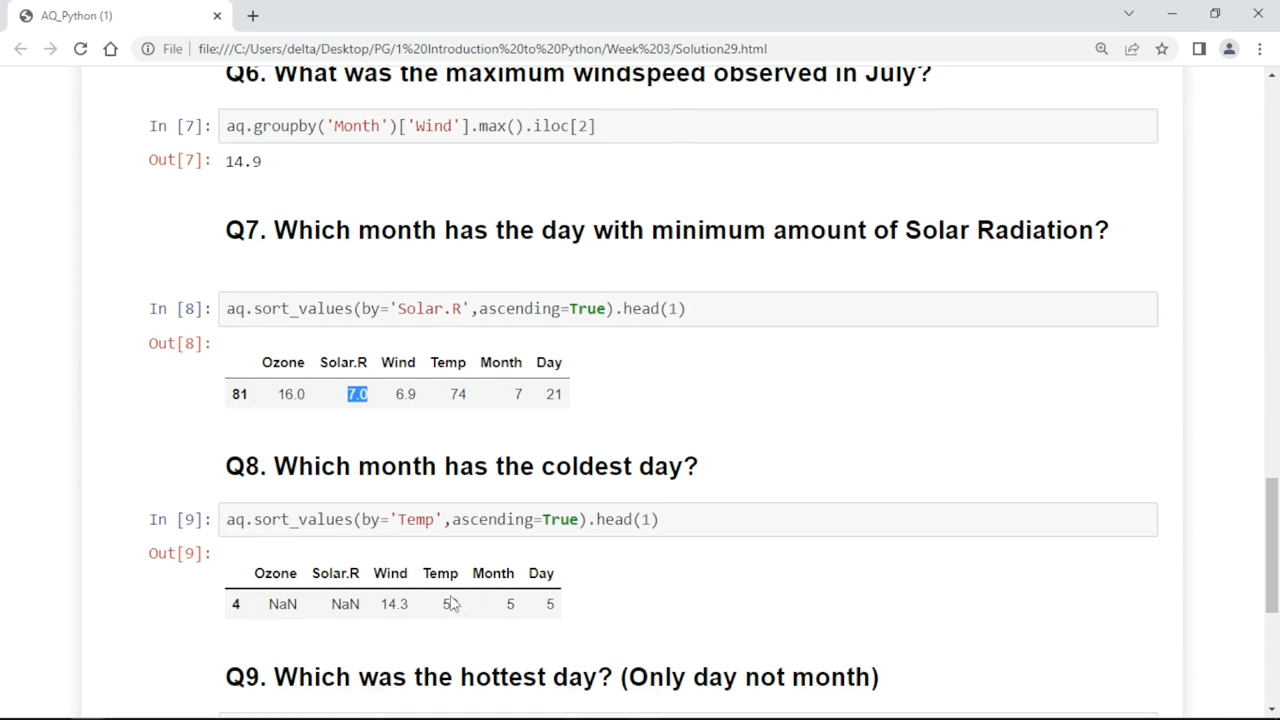 AQ_Python (1)
File file:///C:/Users/delta/Desktop/PG/1%20Introduction%20to%20Python/Week%203/Solution29.html
Q6. What was the maximum windspeed observed in July?
In [7]: aq.groupby('Month')['Wind'].max().iloc[2]
Out[7]: 14.9
Q7. Which month has the day with minimum amount of Solar Radiation?
In [8]: aq.sort_values(by='Solar.R',ascending=True).head(1)
Out[8]:
Ozone Solar.R Wind Temp Month Day
81 16.0 7.0 6.9 74 7 21
Q8. Which month has the coldest day?
In [9]: aq.sort_values(by='Temp',ascending=True).head(1)
Out[9]:
Ozone Solar.R Wind Temp Month Day
4 NaN NaN 14.3 5 5
Q9. Which was the hottest day? (Only day not month)